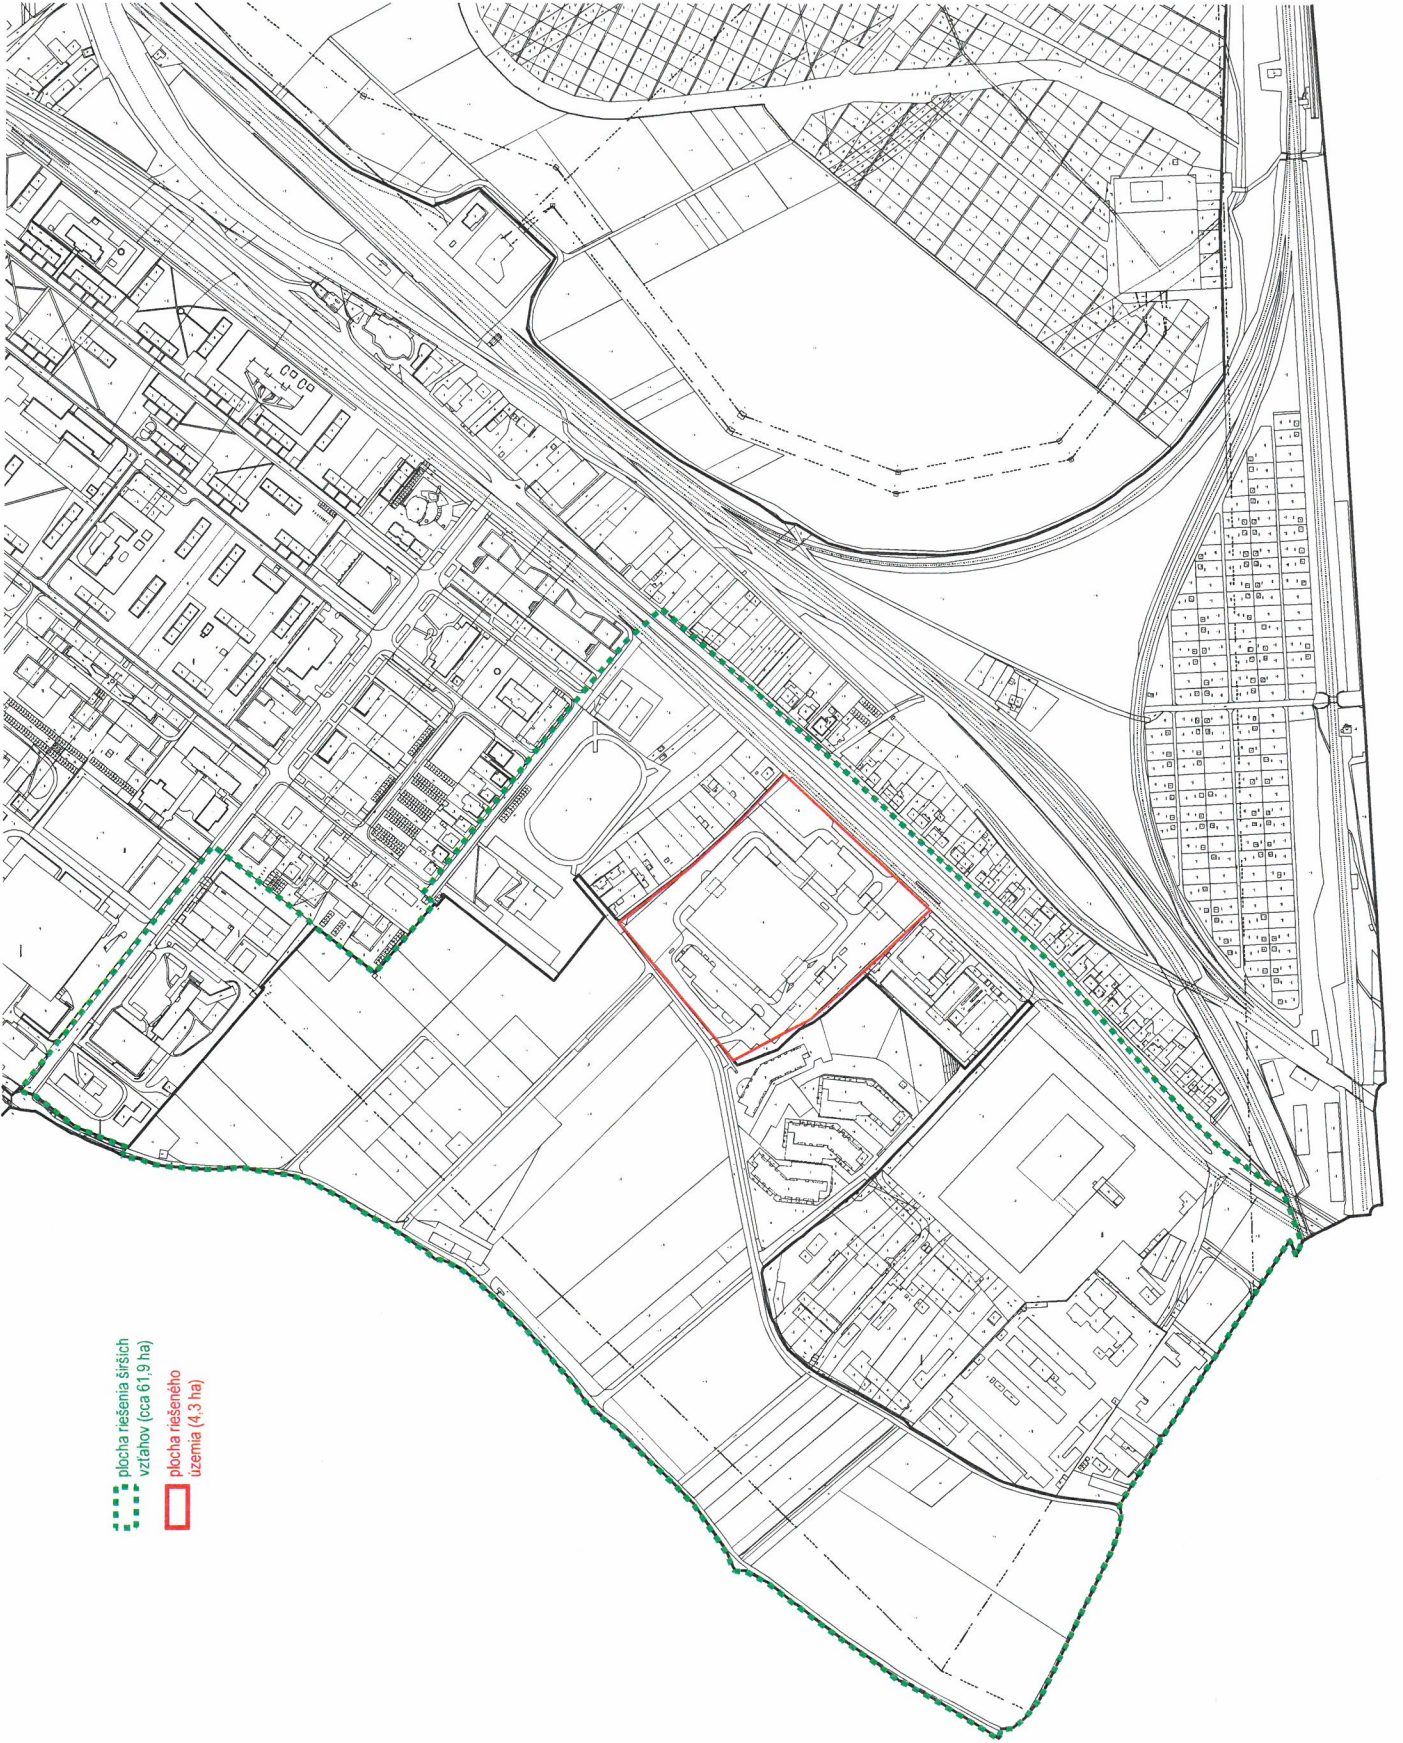 plocha riešenia širších
vzťahov (cca 61,9 ha)
plocha riešeného
územia (4,3 ha)